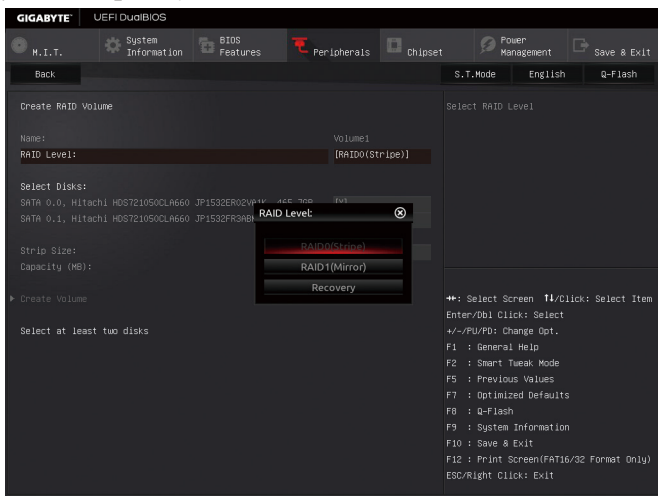 GIGABYTE™ UEFI DualBIOS
M.I.T. System Information BIOS Features Peripherals Chipset Power Management Save & Exit
Back S.T.Mode English Q-Flash
Create RAID Volume Select RAID Level
Name: Volume1
RAID Level: [RAID0(Stripe)]
Select Disks:
SATA 0.0, Hitachi HDS721050CLA660 JP1532ER02VA1K, 465.7GB [Y]
SATA 0.1, Hitachi HDS721050CLA660
RAID Level:
RAID0(Stripe)
RAID1(Mirror)
Recovery
Strip Size:
Capacity (MB):
Create Volume
Select at least two disks
: Select Screen ↑↓/Click: Select Item
Enter/Dbl Click: Select
+/-/PU/PD: Change Opt.
F1 : General Help
F2 : Smart Tweak Mode
F5 : Previous Values
F7 : Optimized Defaults
F8 : Q-Flash
F9 : System Information
F10 : Save & Exit
F12 : Print Screen(FAT16/32 Format Only)
ESC/Right Click: Exit